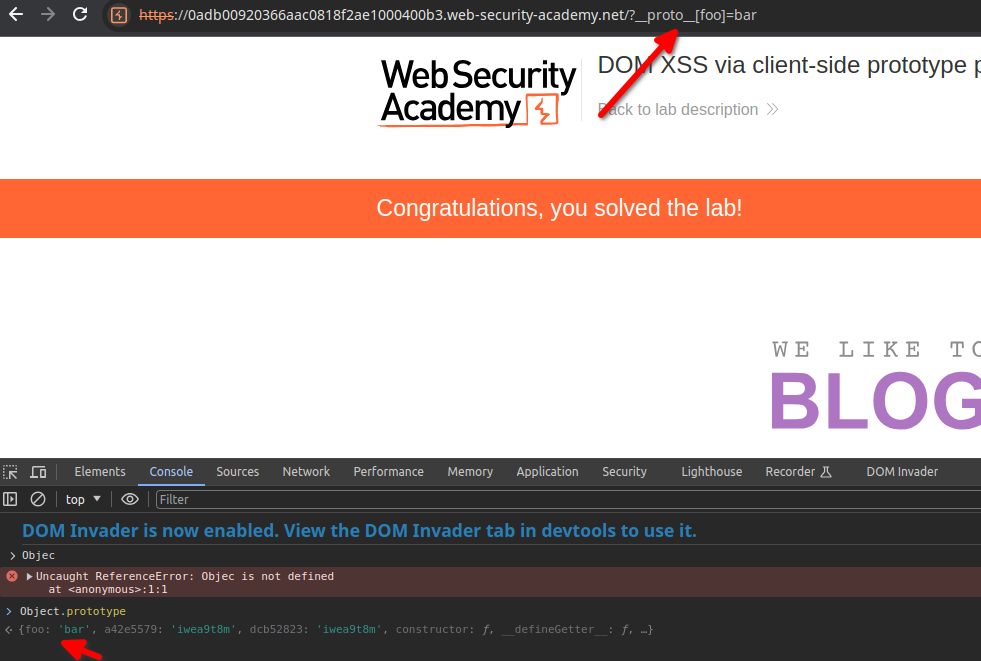 https://0adb00920366aac0818f2ae1000400b3.web-security-academy.net/?__proto__[foo]=bar
WebSecurity
Academy
DOM XSS via client-side prototype p
Back to lab description
Congratulations, you solved the lab!
WE LIKE TO
BLOG
Elements Console Sources Network Performance Memory Application Security Lighthouse Recorder DOM Invader
top Filter
DOM Invader is now enabled. View the DOM Invader tab in devtools to use it.
> Objec
Uncaught ReferenceError: Objec is not defined
at <anonymous>:1:1
> Object.prototype
{foo: 'bar', a42e5579: 'iwea9t8m', dcb52823: 'iwea9t8m', constructor: ƒ, __defineGetter__: ƒ, …}